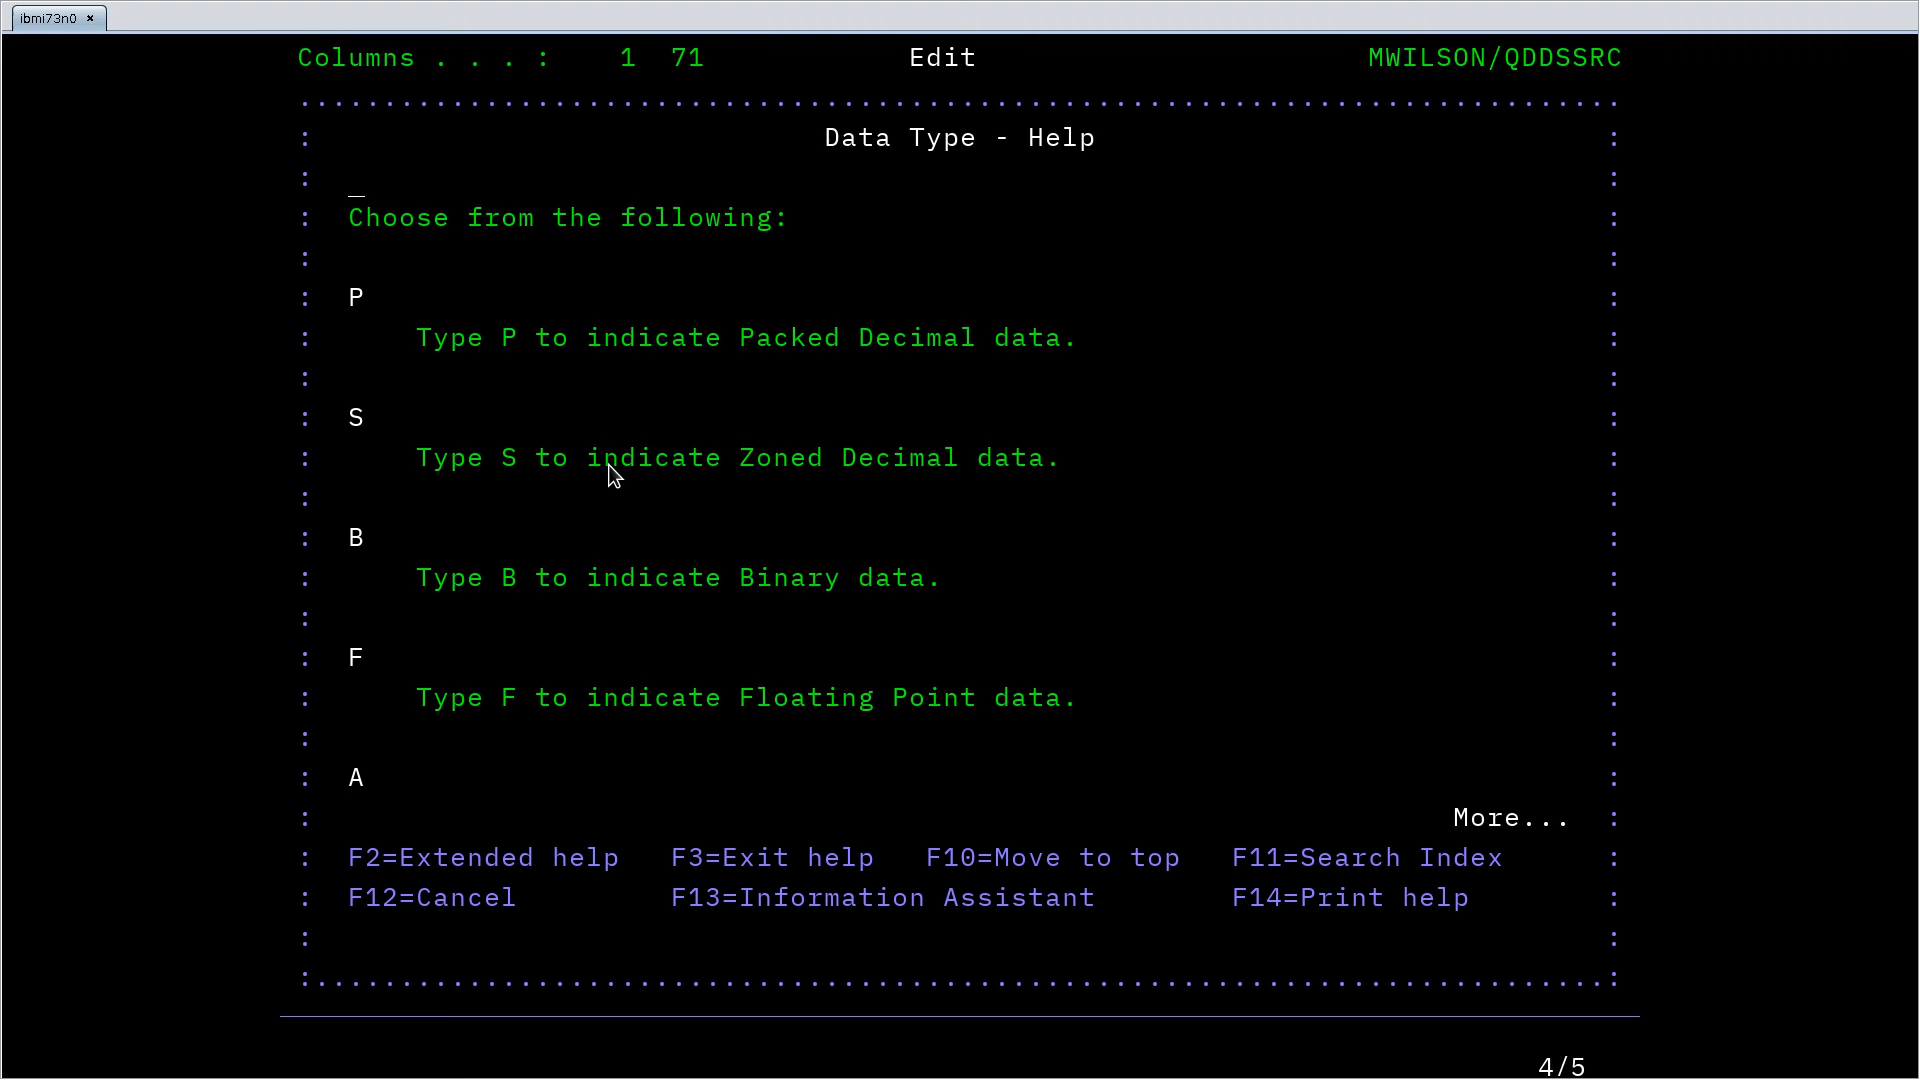 ibmi73n0 ×
Columns . . . :    1  71            Edit                       MWILSON/QDDSSRC
Data Type - Help
Choose from the following:
P
Type P to indicate Packed Decimal data.
S
Type S to indicate Zoned Decimal data.
B
Type B to indicate Binary data.
F
Type F to indicate Floating Point data.
A
More...
F2=Extended help   F3=Exit help   F10=Move to top   F11=Search Index
F12=Cancel         F13=Information Assistant        F14=Print help
4/5